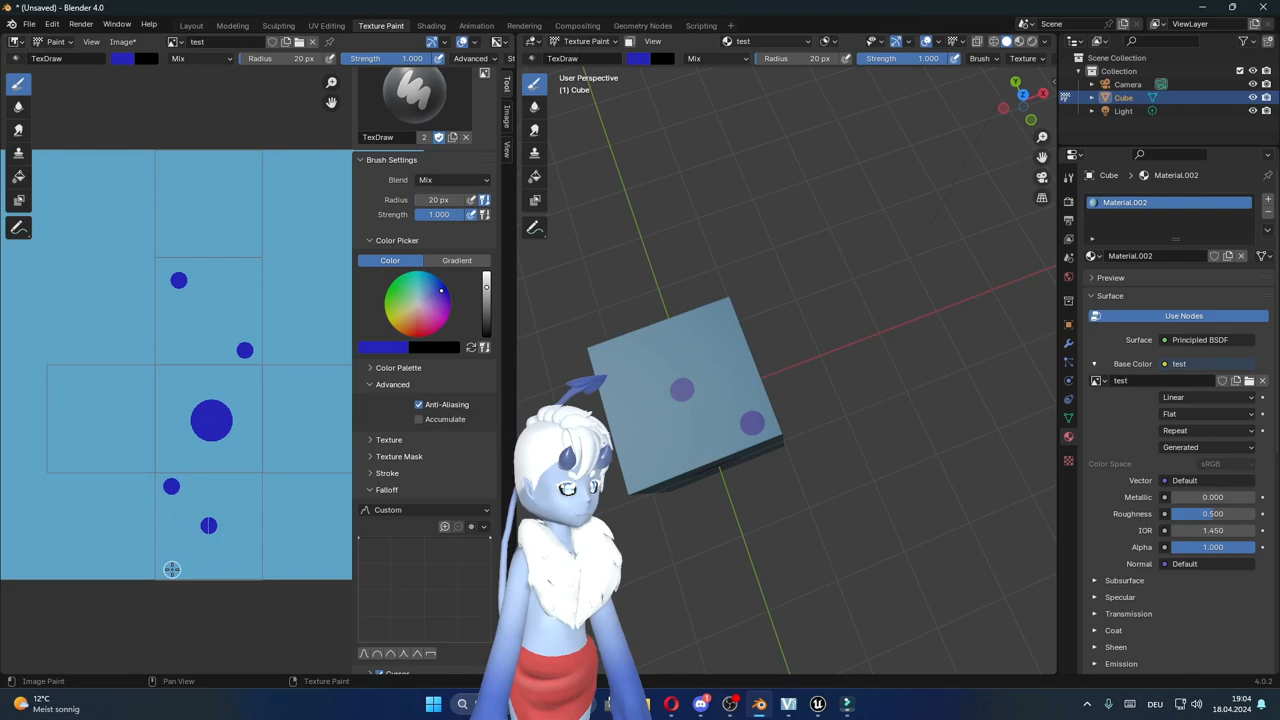 * (Unsaved) - Blender 4.0
File Edit Render Window Help
Layout Modeling Sculpting UV Editing Texture Paint Shading Animation Rendering Compositing Geometry Nodes Scripting +
Scene ViewLayer
Paint View Image* test
Texture Paint View test
TexDraw Mix Radius 20 px Strength 1.000 Advanced
TexDraw Mix Radius 20 px Strength 1.000 Brush Texture
User Perspective
(1) Cube
Tool
Image
View
TexDraw 2
Brush Settings
Blend Mix
Radius 20 px
Strength 1.000
Color Picker
Color Gradient
Color Palette
Advanced
Anti-Aliasing
Accumulate
Texture
Texture Mask
Stroke
Falloff
Custom
Cursor
Y
X
Z
Scene Collection
Collection
Camera
Cube
Light
Cube Material.002
Material.002
Material.002
Preview
Surface
Use Nodes
Surface Principled BSDF
Base Color test
test
Linear
Flat
Repeat
Generated
Color Space sRGB
Vector Default
Metallic 0.000
Roughness 0.500
IOR 1.450
Alpha 1.000
Normal Default
Subsurface
Specular
Transmission
Coat
Sheen
Emission
Image Paint Pan View Texture Paint 4.0.2
12°C
Meist sonnig
1
DEU
19:04
18.04.2024